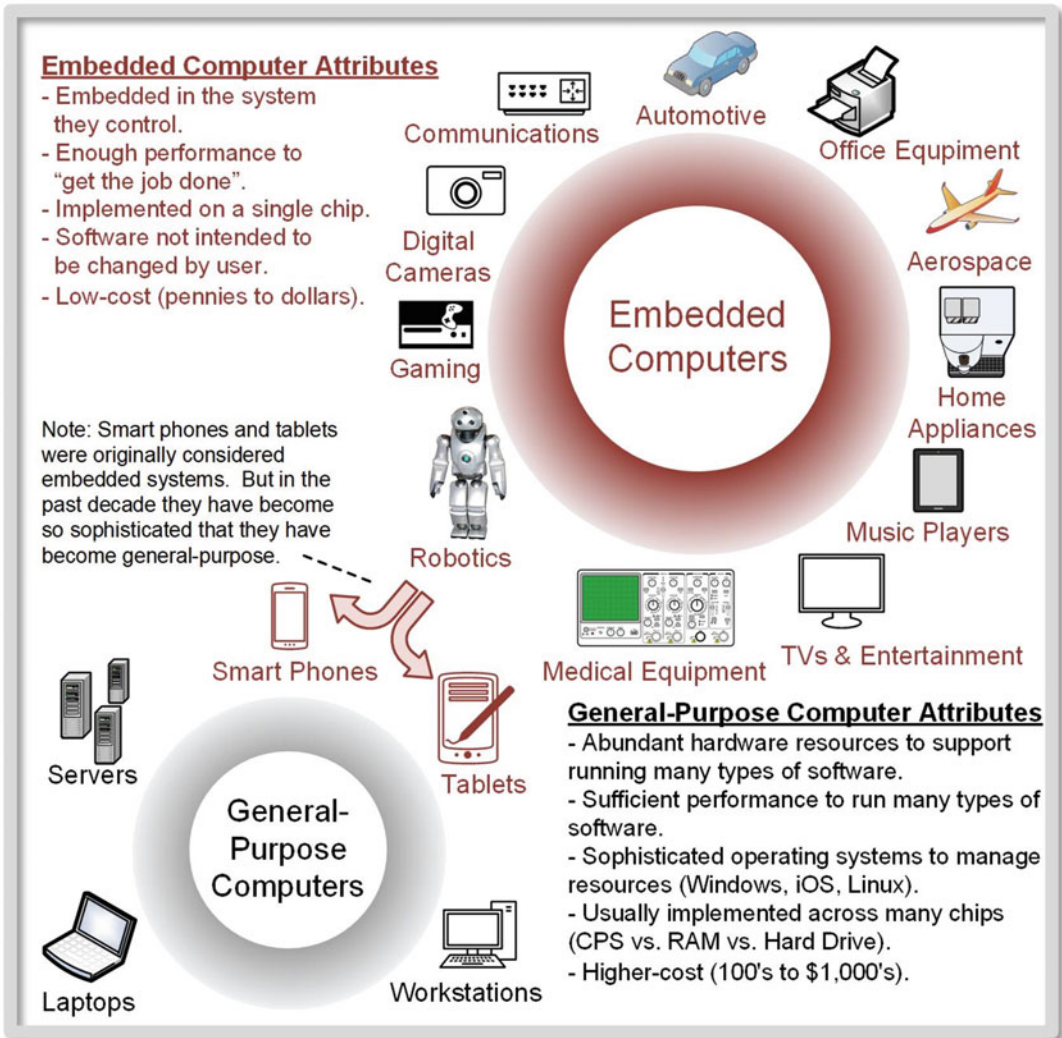 Embedded Computer Attributes
- Embedded in the system
they control.
- Enough performance to
“get the job done”.
- Implemented on a single chip.
- Software not intended to
be changed by user.
- Low-cost (pennies to dollars).
Communications
Automotive
Office Equpiment
Digital
Cameras
Aerospace
Gaming
Embedded
Computers
Home
Appliances
Note: Smart phones and tablets
were originally considered
embedded systems. But in the
past decade they have become
so sophisticated that they have
become general-purpose.
Robotics
Music Players
Smart Phones
Medical Equipment
TVs & Entertainment
Servers
Tablets
General-
Purpose
Computers
Laptops
Workstations
General-Purpose Computer Attributes
- Abundant hardware resources to support
running many types of software.
- Sufficient performance to run many types of
software.
- Sophisticated operating systems to manage
resources (Windows, iOS, Linux).
- Usually implemented across many chips
(CPS vs. RAM vs. Hard Drive).
- Higher-cost (100's to $1,000's).